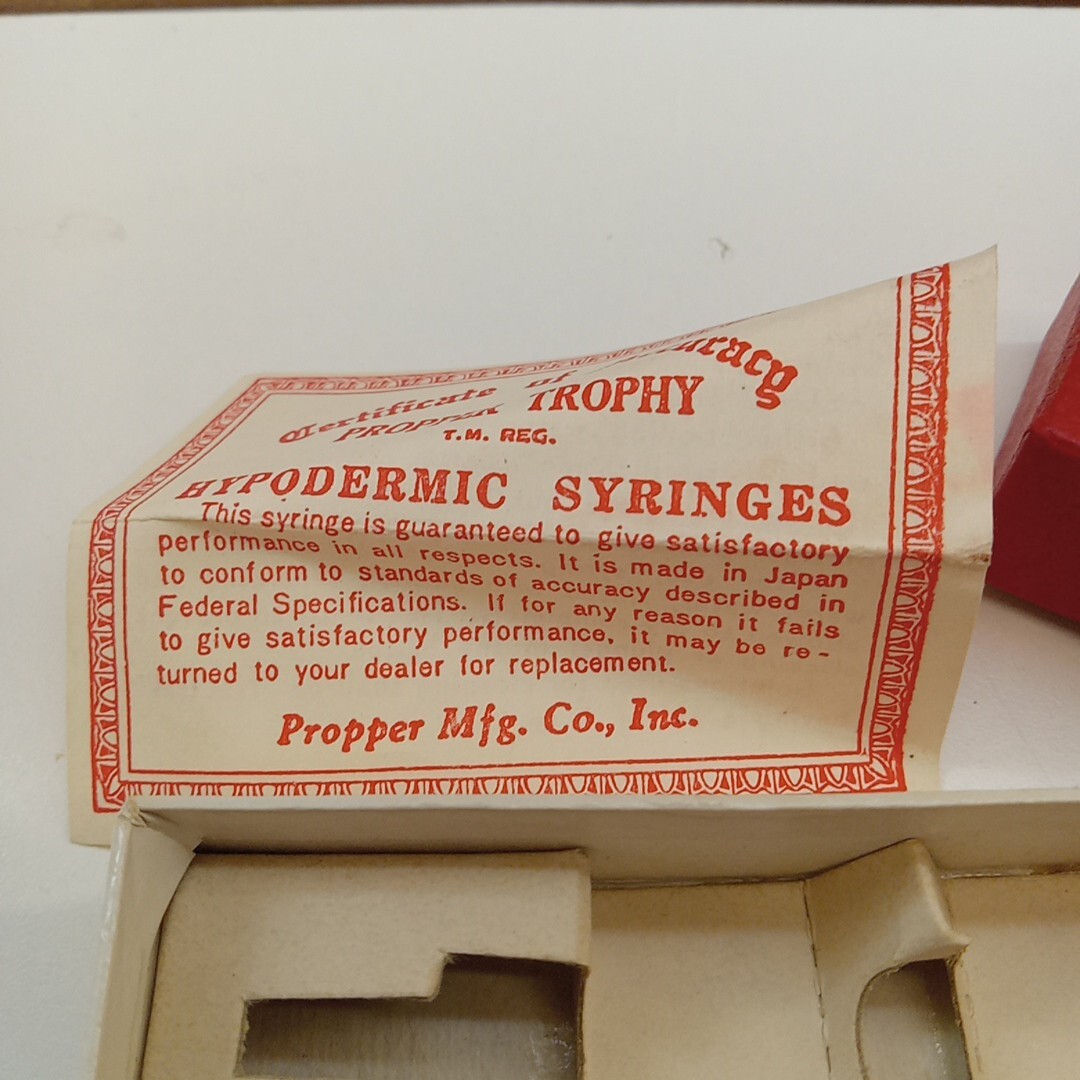 Certificate of Accuracy
PROPPER TROPHY
T.M. REG.
HYPODERMIC SYRINGES
This syringe is guaranteed to give satisfactory
performance in all respects. It is made in Japan
to conform to standards of accuracy described in
Federal Specifications. If for any reason it fails
to give satisfactory performance, it may be re-
turned to your dealer for replacement.
Propper Mfg. Co., Inc.